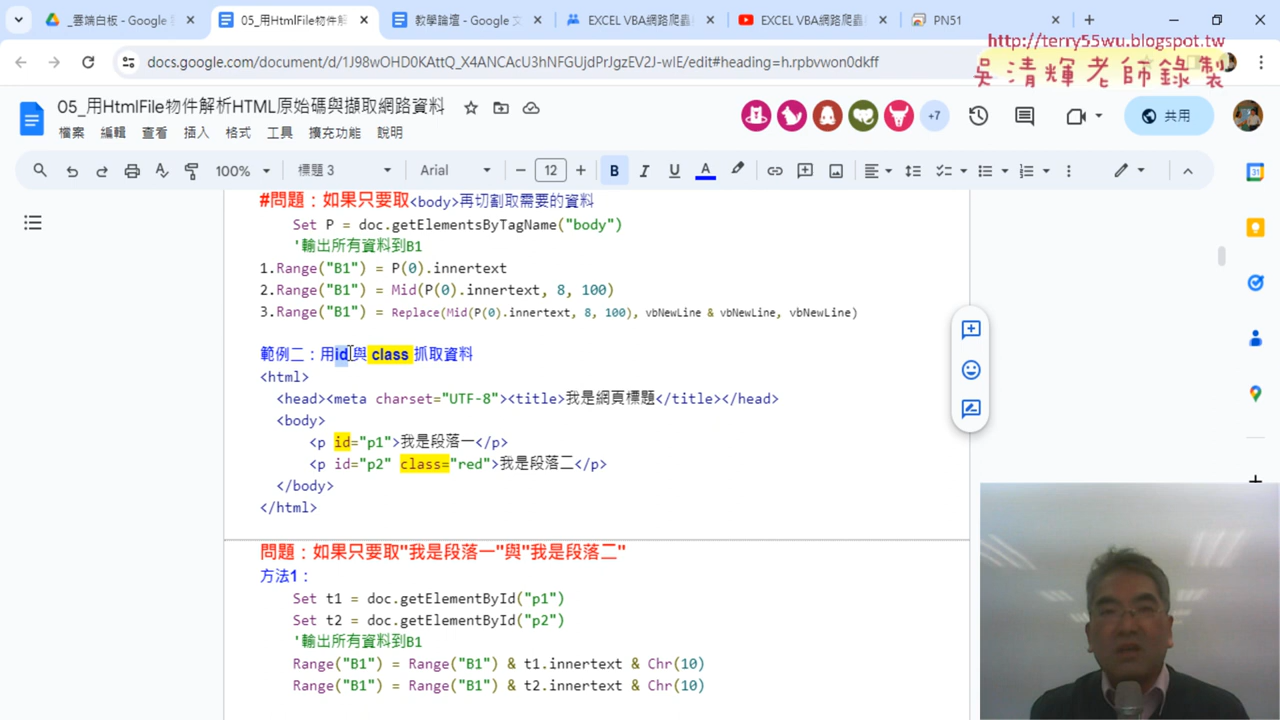 _雲端白板 - Google
05_用HtmlFile物件解
教學論壇 - Google 文
EXCEL VBA網路爬蟲
EXCEL VBA網路爬蟲
PN51
http://terry55wu.blogspot.tw
吳清輝老師錄製
docs.google.com/document/d/1J98wOHD0KAttQ_X4ANCAcU3hNFGUjdPrJgzEV2J-wIE/edit#heading=h.rpbvwon0dkff
05_用HtmlFile物件解析HTML原始碼與擷取網路資料
檔案 編輯 查看 插入 格式 工具 擴充功能 說明
+7
共用
100% 標題 3 Arial 12 B I U A
#問題：如果只要取<body>再切割取需要的資料
Set P = doc.getElementsByTagName("body")
'輸出所有資料到B1
1.Range("B1") = P(0).innertext
2.Range("B1") = Mid(P(0).innertext, 8, 100)
3.Range("B1") = Replace(Mid(P(0).innertext, 8, 100), vbNewLine & vbNewLine, vbNewLine)
範例二：用id與 class 抓取資料
<html>
<head><meta charset="UTF-8"><title>我是網頁標題</title></head>
<body>
<p id="p1">我是段落一</p>
<p id="p2" class="red">我是段落二</p>
</body>
</html>
問題：如果只要取"我是段落一"與"我是段落二"
方法1：
Set t1 = doc.getElementById("p1")
Set t2 = doc.getElementById("p2")
'輸出所有資料到B1
Range("B1") = Range("B1") & t1.innertext & Chr(10)
Range("B1") = Range("B1") & t2.innertext & Chr(10)